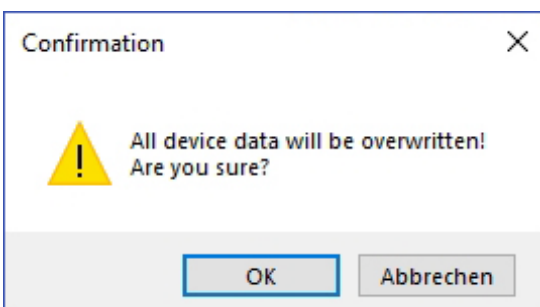 Confirmation
All device data will be overwritten!
Are you sure?
OK
Abbrechen